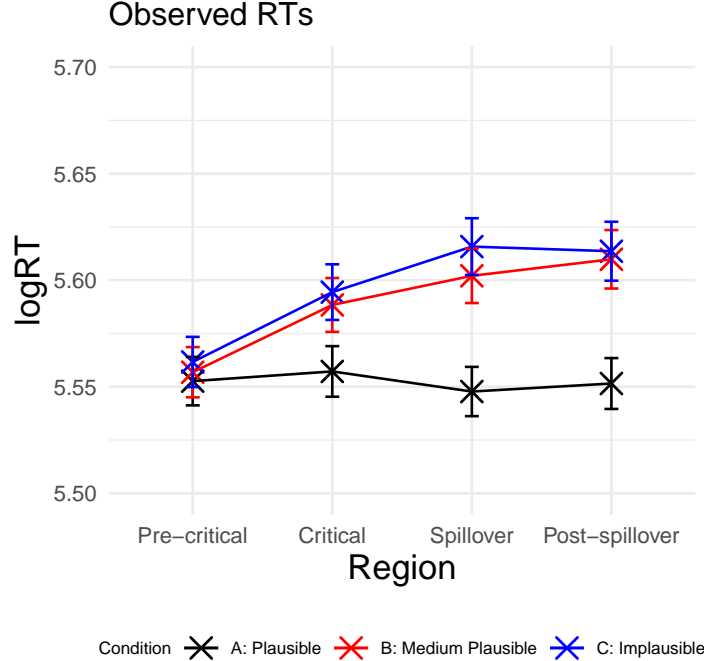 Observed RTs
5.70
5.65
5.60
5.55
5.50
logRT
Pre−critical Critical Spillover Post−spillover
Region
Condition A: Plausible B: Medium Plausible C: Implausible